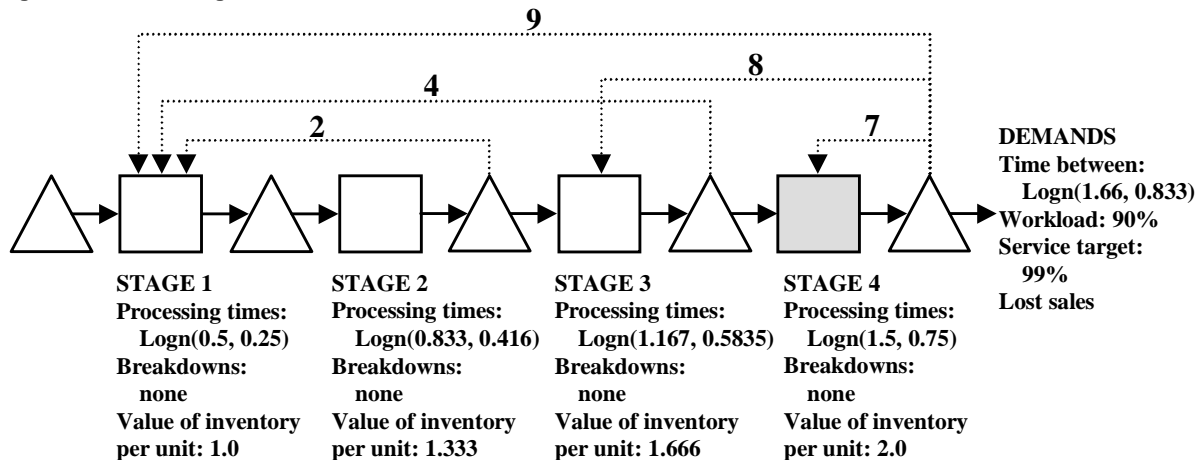 9
8
4
2
7
DEMANDS
Time between:
Logn(1.66, 0.833)
Workload: 90%
Service target:
99%
Lost sales
STAGE 1
Processing times:
Logn(0.5, 0.25)
Breakdowns:
none
Value of inventory
per unit: 1.0
STAGE 2
Processing times:
Logn(0.833, 0.416)
Breakdowns:
none
Value of inventory
per unit: 1.333
STAGE 3
Processing times:
Logn(1.167, 0.5835)
Breakdowns:
none
Value of inventory
per unit: 1.666
STAGE 4
Processing times:
Logn(1.5, 0.75)
Breakdowns:
none
Value of inventory
per unit: 2.0